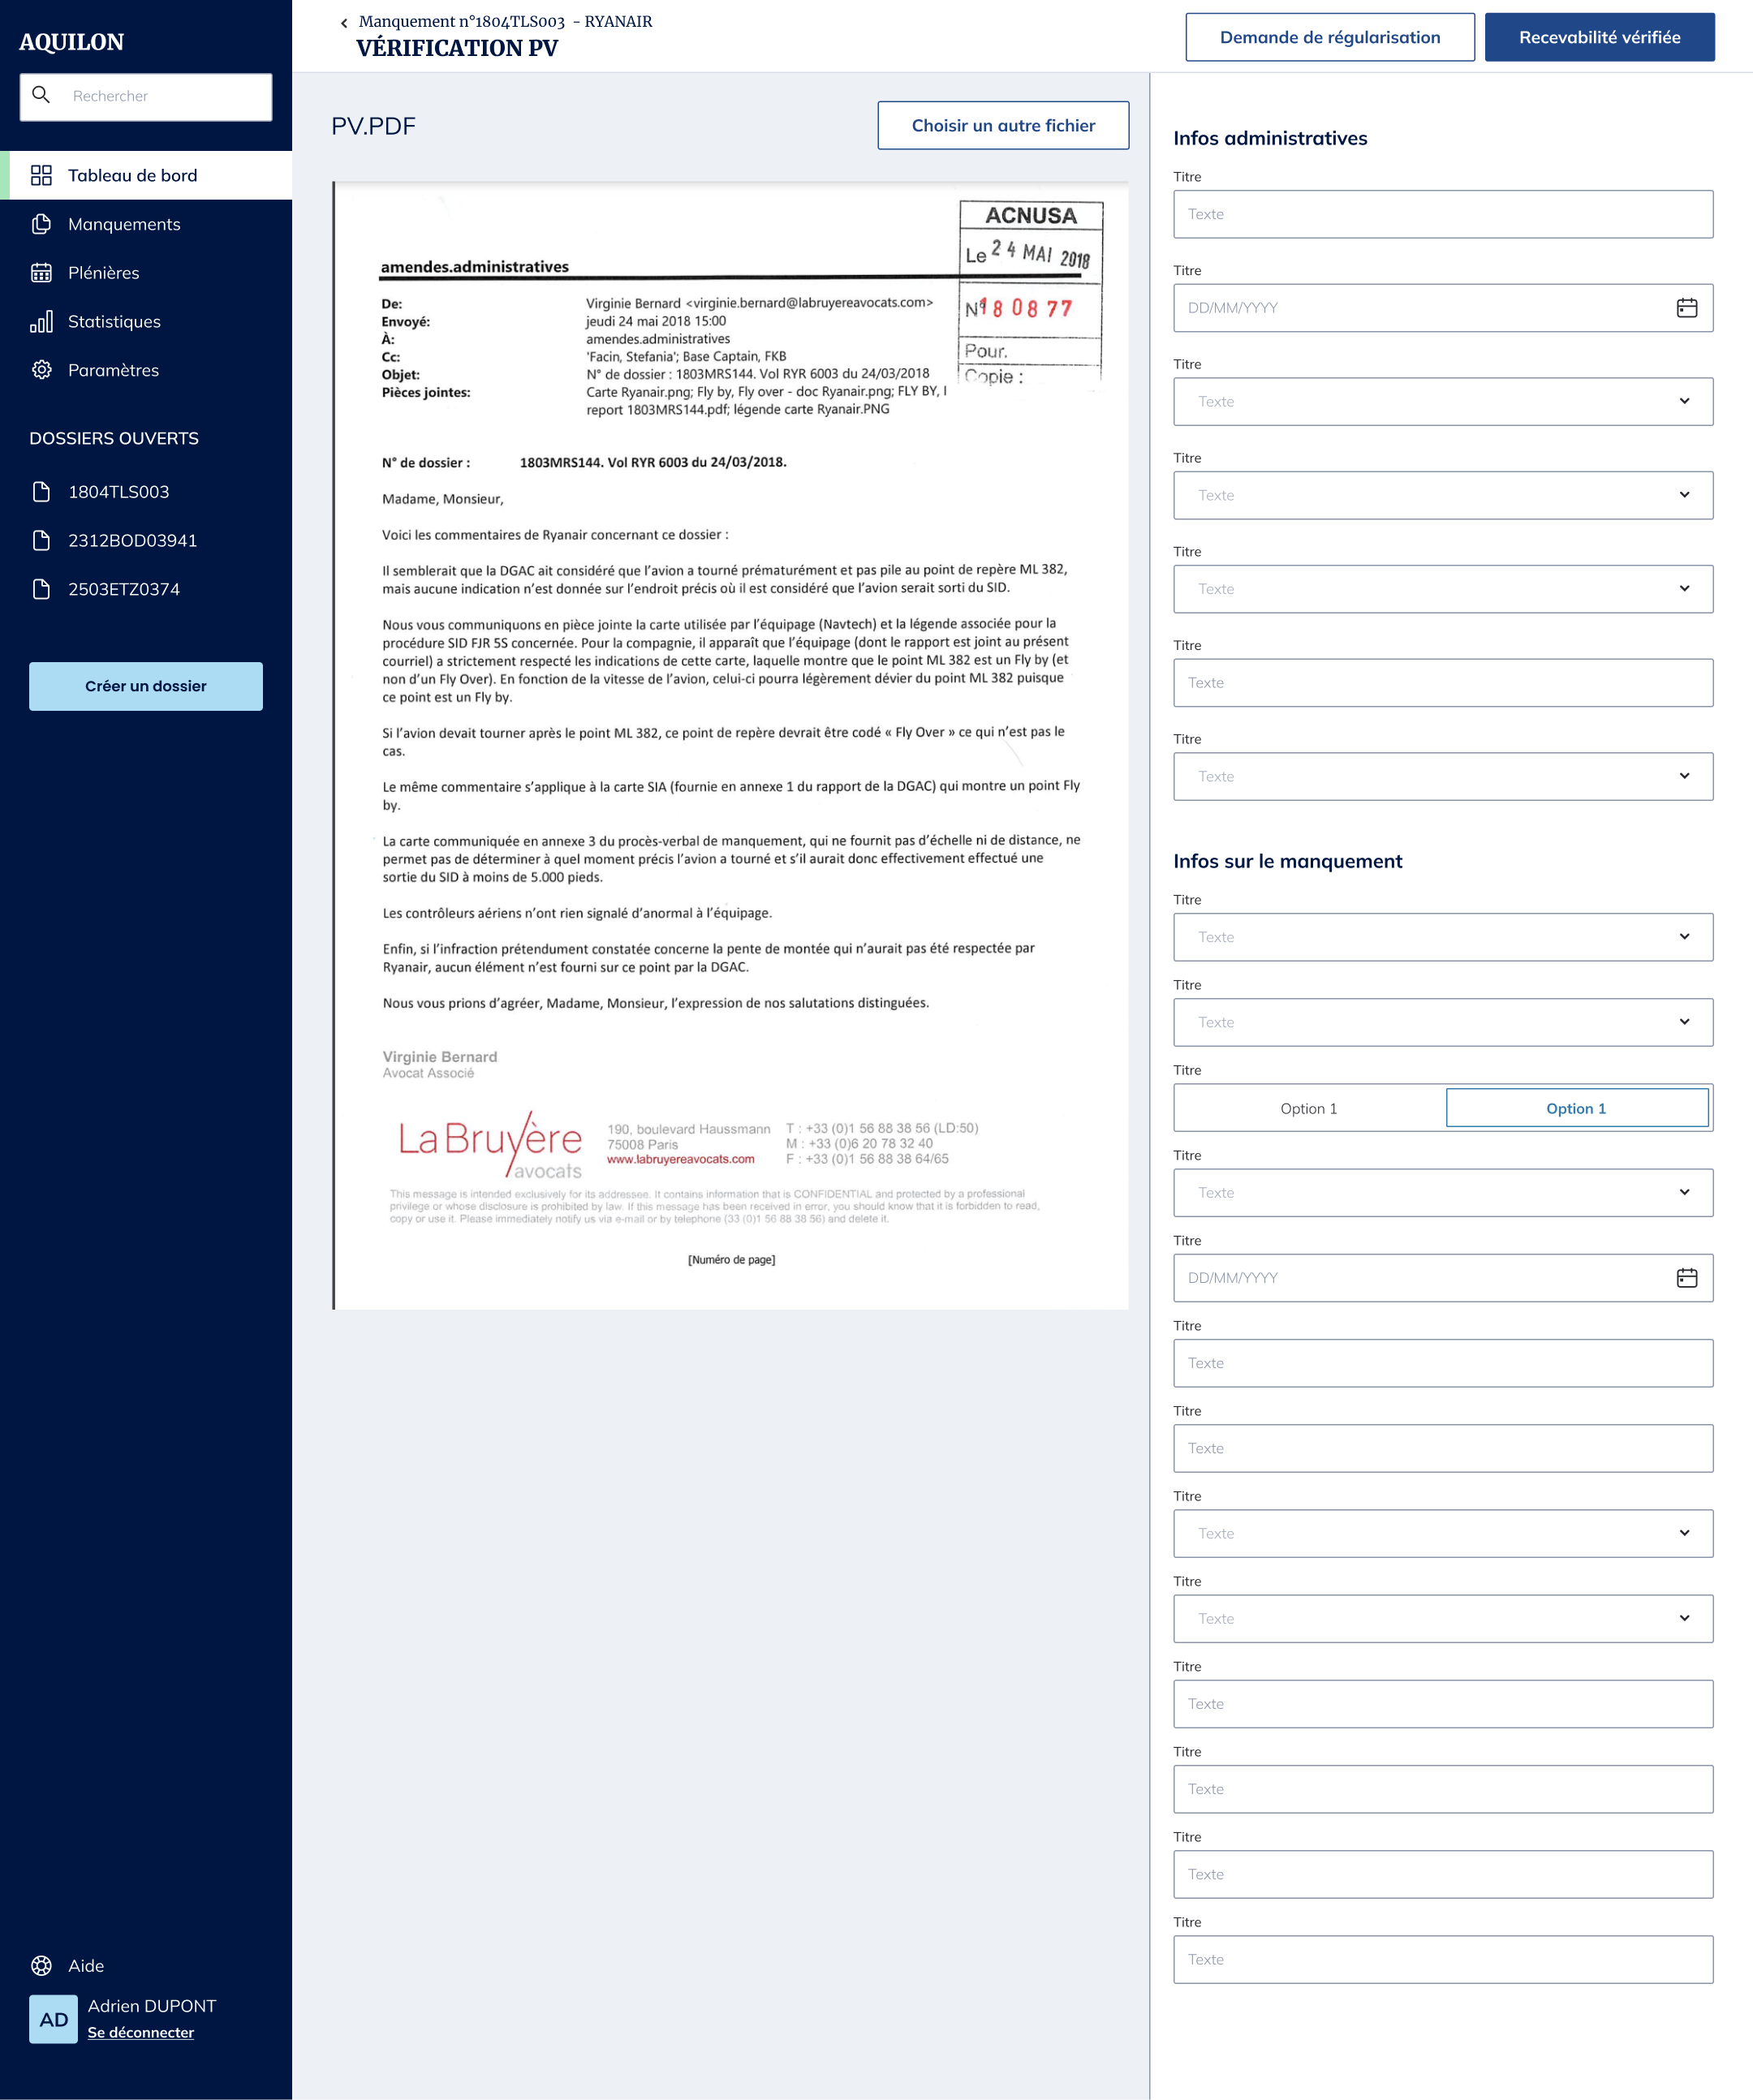 AQUILON
Rechercher
Tableau de bord
Manquements
Plénières
Statistiques
Paramètres
DOSSIERS OUVERTS
1804TLS003
2312BOD03941
2503ETZ0374
Créer un dossier
Aide
AD
Adrien DUPONT
Se déconnecter
Manquement n°1804TLS003 - RYANAIR
VÉRIFICATION PV
Demande de régularisation
Recevabilité vérifiée
PV.PDF
Choisir un autre fichier
ACNUSA
Le 24 MAI 2018
N° 180877
Pour.
Copie :
amendes.administratives
De: Virginie Bernard <virginie.bernard@labruyereavocats.com>
Envoyé: jeudi 24 mai 2018 15:00
À: amendes.administratives
Cc: 'Facin, Stefania'; Base Captain, FKB
Objet: N° de dossier : 1803MRS144. Vol RYR 6003 du 24/03/2018
Pièces jointes: Carte Ryanair.png; Fly by, Fly over - doc Ryanair.png; FLY BY, I
report 1803MRS144.pdf; légende carte Ryanair.PNG
N° de dossier : 1803MRS144. Vol RYR 6003 du 24/03/2018.
Madame, Monsieur,
Voici les commentaires de Ryanair concernant ce dossier :
Il semblerait que la DGAC ait considéré que l'avion a tourné prématurément et pas pile au point de repère ML 382,
mais aucune indication n'est donnée sur l'endroit précis où il est considéré que l'avion serait sorti du SID.
Nous vous communiquons en pièce jointe la carte utilisée par l'équipage (Navtech) et la légende associée pour la
procédure SID FJR 5S concernée. Pour la compagnie, il apparaît que l'équipage (dont le rapport est joint au présent
courriel) a strictement respecté les indications de cette carte, laquelle montre que le point ML 382 est un Fly by (et
non d'un Fly Over). En fonction de la vitesse de l'avion, celui-ci pourra légèrement dévier du point ML 382 puisque
ce point est un Fly by.
Si l'avion devait tourner après le point ML 382, ce point de repère devrait être codé « Fly Over » ce qui n'est pas le
cas.
Le même commentaire s'applique à la carte SIA (fournie en annexe 1 du rapport de la DGAC) qui montre un point Fly
by.
La carte communiquée en annexe 3 du procès-verbal de manquement, qui ne fournit pas d'échelle ni de distance, ne
permet pas de déterminer à quel moment précis l'avion a tourné et s'il aurait donc effectivement effectué une
sortie du SID à moins de 5.000 pieds.
Les contrôleurs aériens n'ont rien signalé d'anormal à l'équipage.
Enfin, si l'infraction prétendument constatée concerne la pente de montée qui n'aurait pas été respectée par
Ryanair, aucun élément n'est fourni sur ce point par la DGAC.
Nous vous prions d'agréer, Madame, Monsieur, l'expression de nos salutations distinguées.
Virginie Bernard
Avocat Associé
La Bruyère
avocats
190, boulevard Haussmann T : +33 (0)1 56 88 38 56 (LD:50)
75008 Paris M : +33 (0)6 20 78 32 40
www.labruyereavocats.com F : +33 (0)1 56 88 38 64/65
This message is intended exclusively for its addressee. It contains information that is CONFIDENTIAL and protected by a professional
privilege or whose disclosure is prohibited by law. If this message has been received in error, you should know that it is forbidden to read,
copy or use it. Please immediately notify us via e-mail or by telephone (33 (0)1 56 88 38 56) and delete it.
[Numéro de page]
Infos administratives
Titre
Texte
Titre
DD/MM/YYYY
Titre
Texte
Titre
Texte
Titre
Texte
Titre
Texte
Titre
Texte
Infos sur le manquement
Titre
Texte
Titre
Texte
Titre
Option 1 Option 1
Titre
Texte
Titre
DD/MM/YYYY
Titre
Texte
Titre
Texte
Titre
Texte
Titre
Texte
Titre
Texte
Titre
Texte
Titre
Texte
Titre
Texte